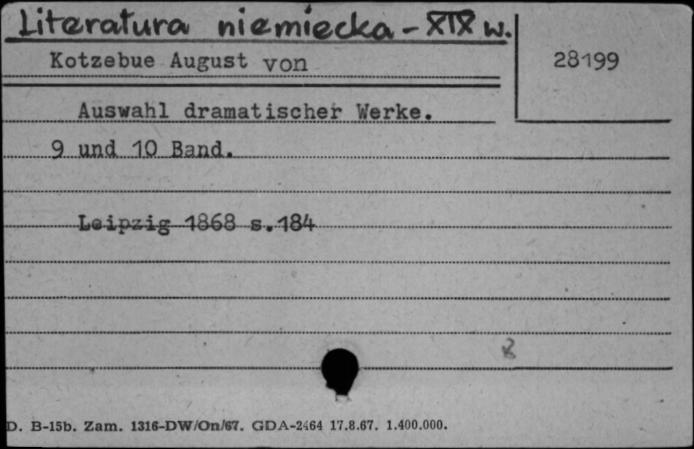 Literatura niemiecka - XIX w.
28199
Kotzebue August von
Auswahl dramatischer Werke.
9 und 10 Band.
Leipzig 1868 s.184
D. B-15b. Zam. 1316-DW/On/67. GDA-2464 17.8.67. 1.400.000.